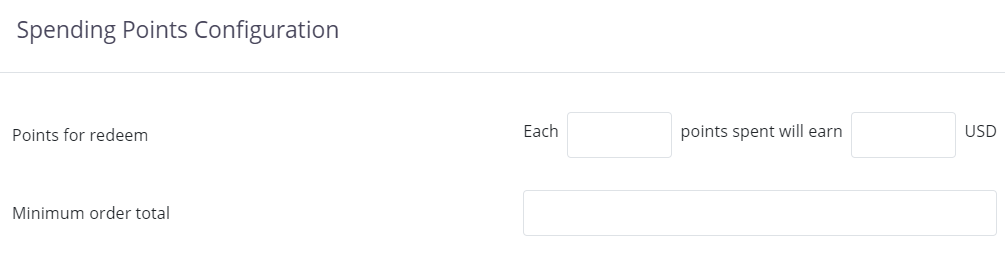 Spending Points Configuration
Points for redeem Each points spent will earn USD
Minimum order total